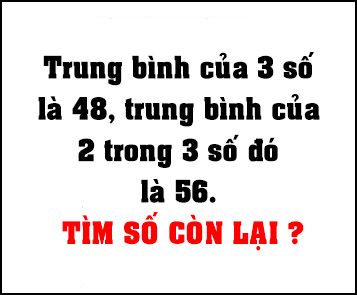 Trung bình của 3 số
là 48, trung bình của
2 trong 3 số đó
là 56.
TÌM SỐ CÒN LẠI ?